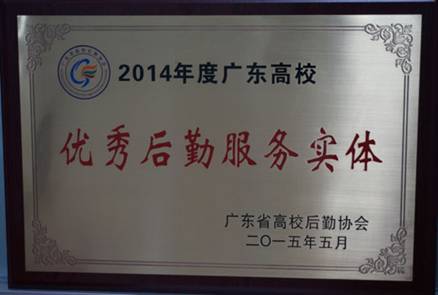 2014年度广东高校
优秀后勤服务实体
广东省高校后勤协会
二〇一五年五月